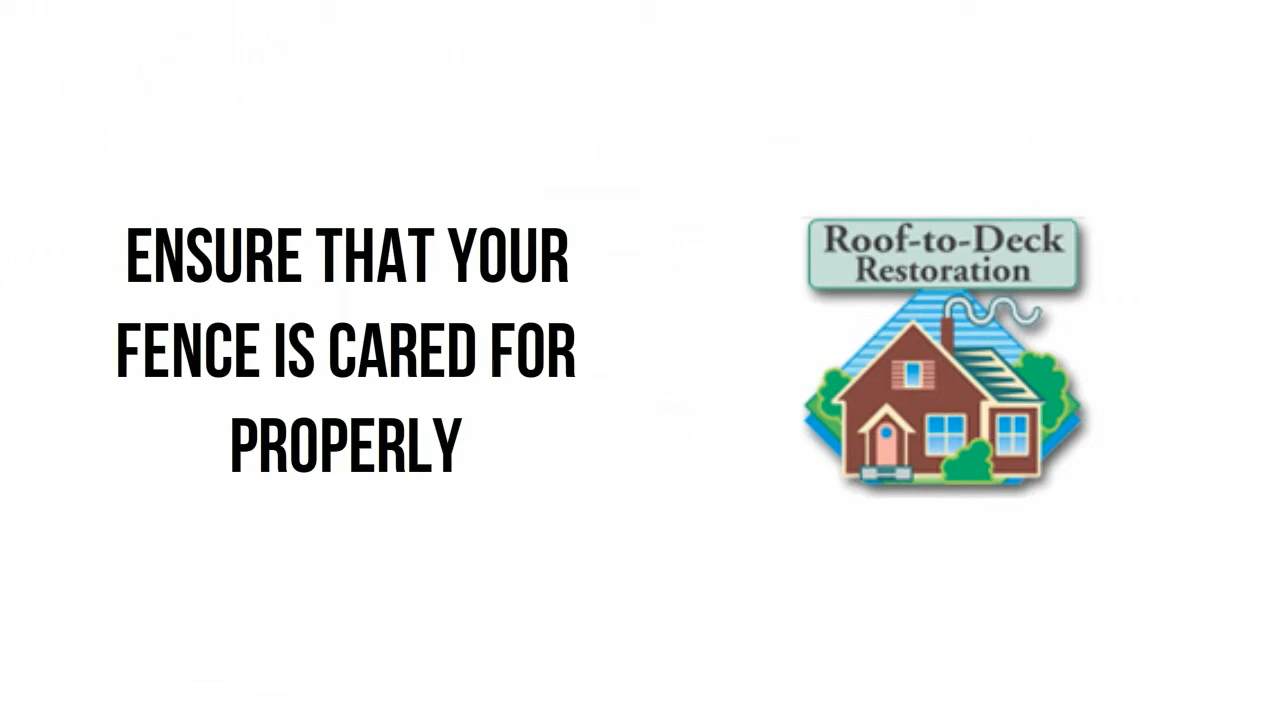 ENSURE THAT YOUR
FENCE IS CARED FOR
PROPERLY
Roof-to-Deck
Restoration